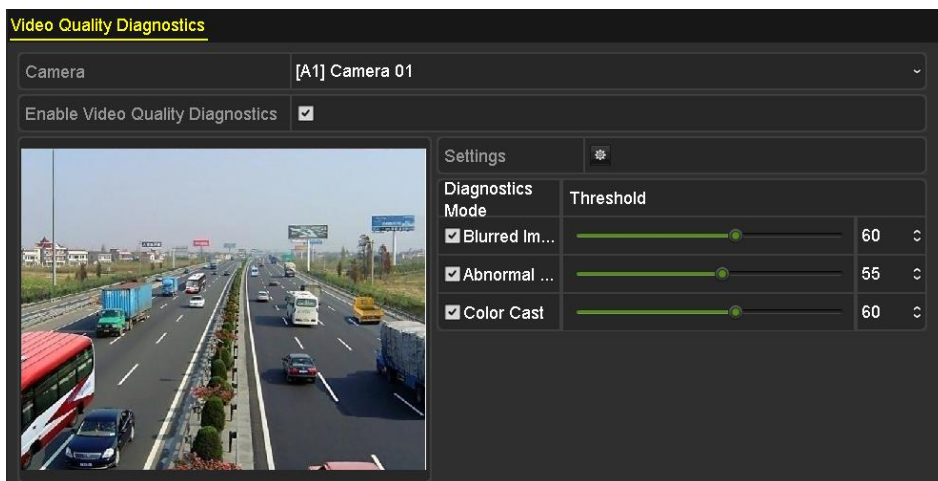 Video Quality Diagnostics
Camera
[A1] Camera 01
Enable Video Quality Diagnostics
Settings
Diagnostics
Mode
Threshold
Blurred Im...
60
Abnormal ...
55
Color Cast
60